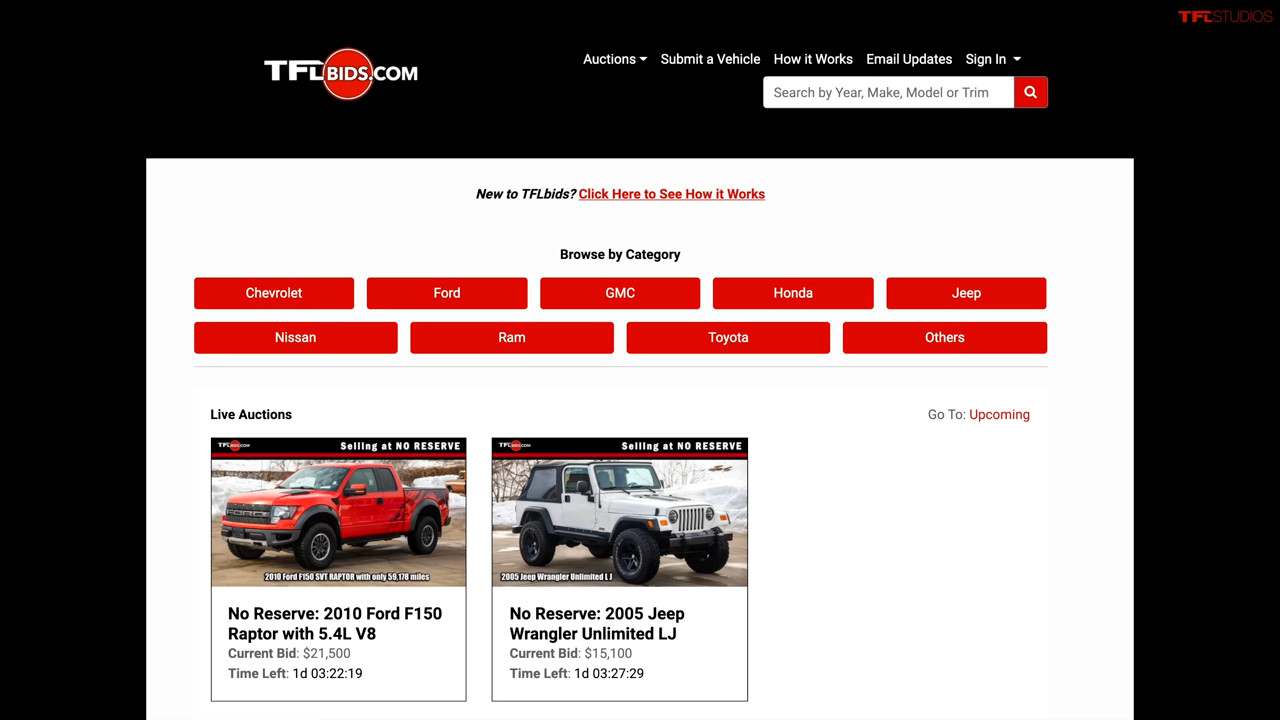 TFLSTUDIOS
TFLBIDS.COM
Auctions Submit a Vehicle How it Works Email Updates Sign In
Search by Year, Make, Model or Trim
New to TFLbids? Click Here to See How it Works
Browse by Category
Chevrolet Ford GMC Honda Jeep
Nissan Ram Toyota Others
Live Auctions Go To: Upcoming
TFLBIDS.COM Selling at NO RESERVE
FORD
2010 Ford F150 SVT RAPTOR with only 59,178 miles
No Reserve: 2010 Ford F150
Raptor with 5.4L V8
Current Bid: $21,500
Time Left: 1d 03:22:19
TFLBIDS.COM Selling at NO RESERVE
2005 Jeep Wrangler Unlimited LJ
No Reserve: 2005 Jeep
Wrangler Unlimited LJ
Current Bid: $15,100
Time Left: 1d 03:27:29